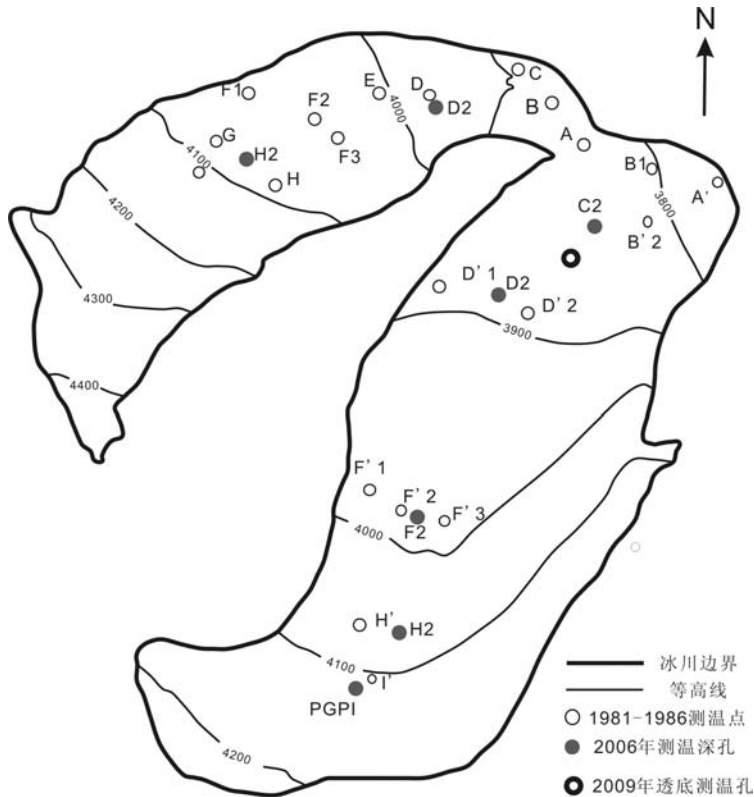 N
C
F1
E
D
D2
B
F2
4000
A
G
F3
B1
4100
H2
H
A'
3800
C2
B'2
4200
D'1
D2
D'2
4300
3900
4400
F'1
F'2
F'3
F2
4000
H'
H2
4100
I'
冰川边界
PGPI
等高线
1981-1986测温点
2006年测温深孔
4200
2009年透底测温孔